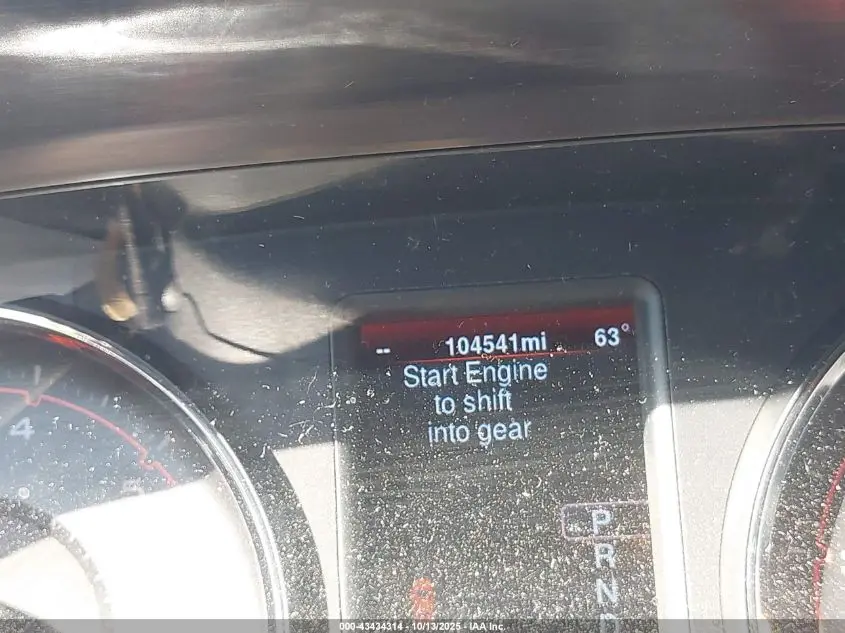 -- 104541mi 63°
Start Engine
to shift
into gear
P
R
N
D
4
000-43434314 - 10/13/2025 - IAA Inc.